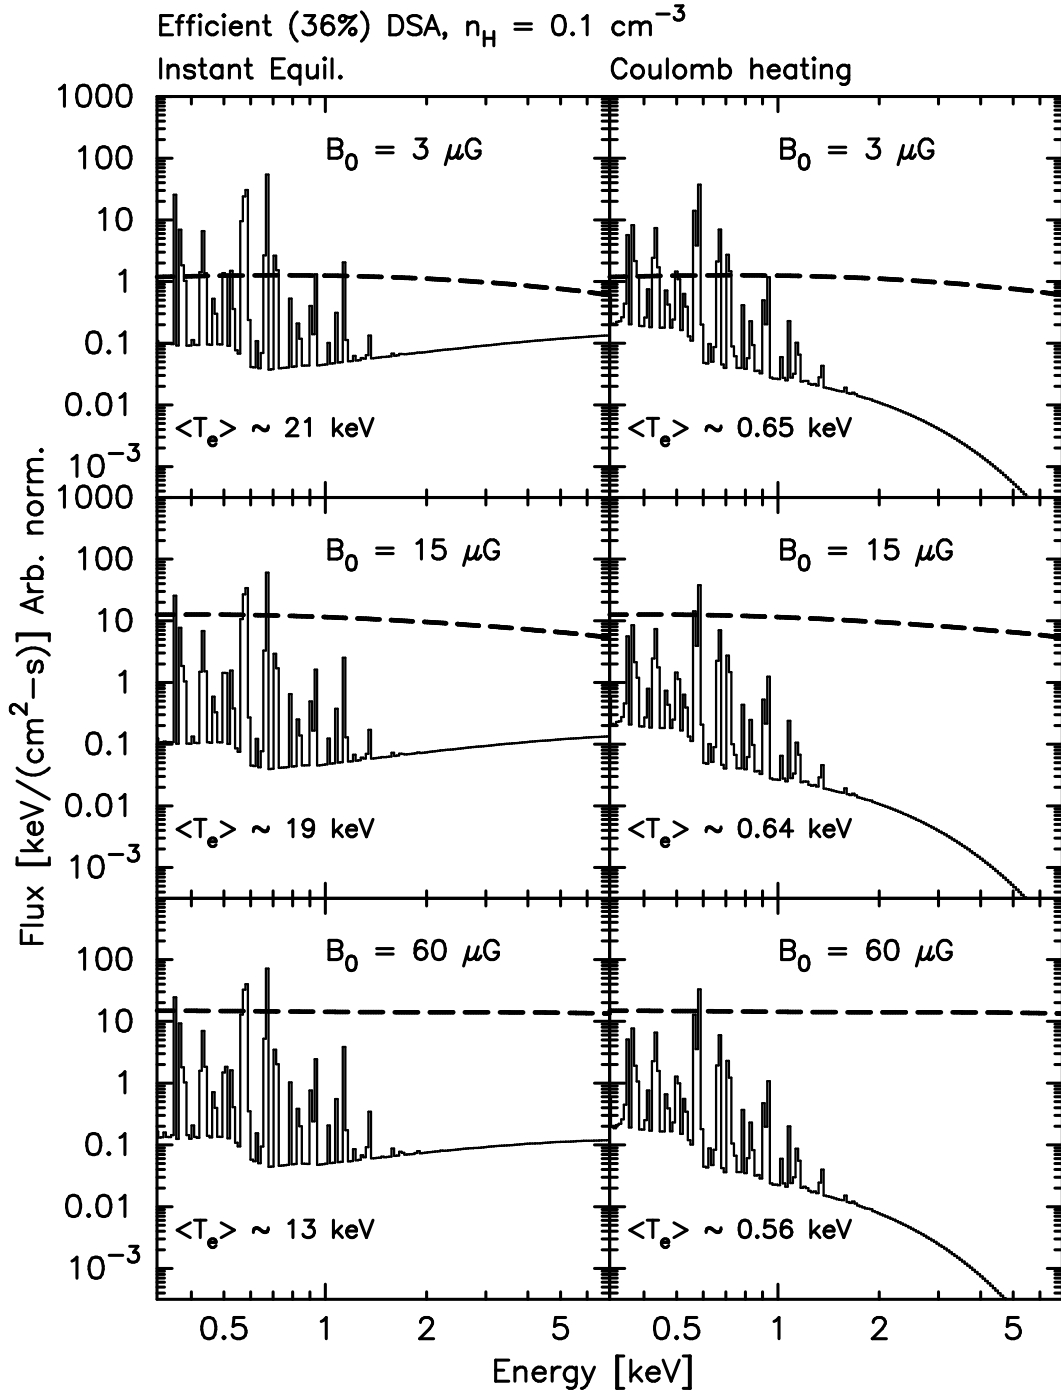 Efficient (36%) DSA, n_H = 0.1 cm^−3
Instant Equil. Coulomb heating
1000
B_0 = 3 μG B_0 = 3 μG
100
10
1
0.1
0.01
<T_e> ~ 21 keV <T_e> ~ 0.65 keV
10^−3
1000
B_0 = 15 μG B_0 = 15 μG
100
10
1
0.1
0.01
<T_e> ~ 19 keV <T_e> ~ 0.64 keV
10^−3
B_0 = 60 μG B_0 = 60 μG
100
10
1
0.1
0.01
<T_e> ~ 13 keV <T_e> ~ 0.56 keV
10^−3
0.5 1 2 5 0.5 1 2 5
Energy [keV]
Flux [keV/(cm^2−s)] Arb. norm.